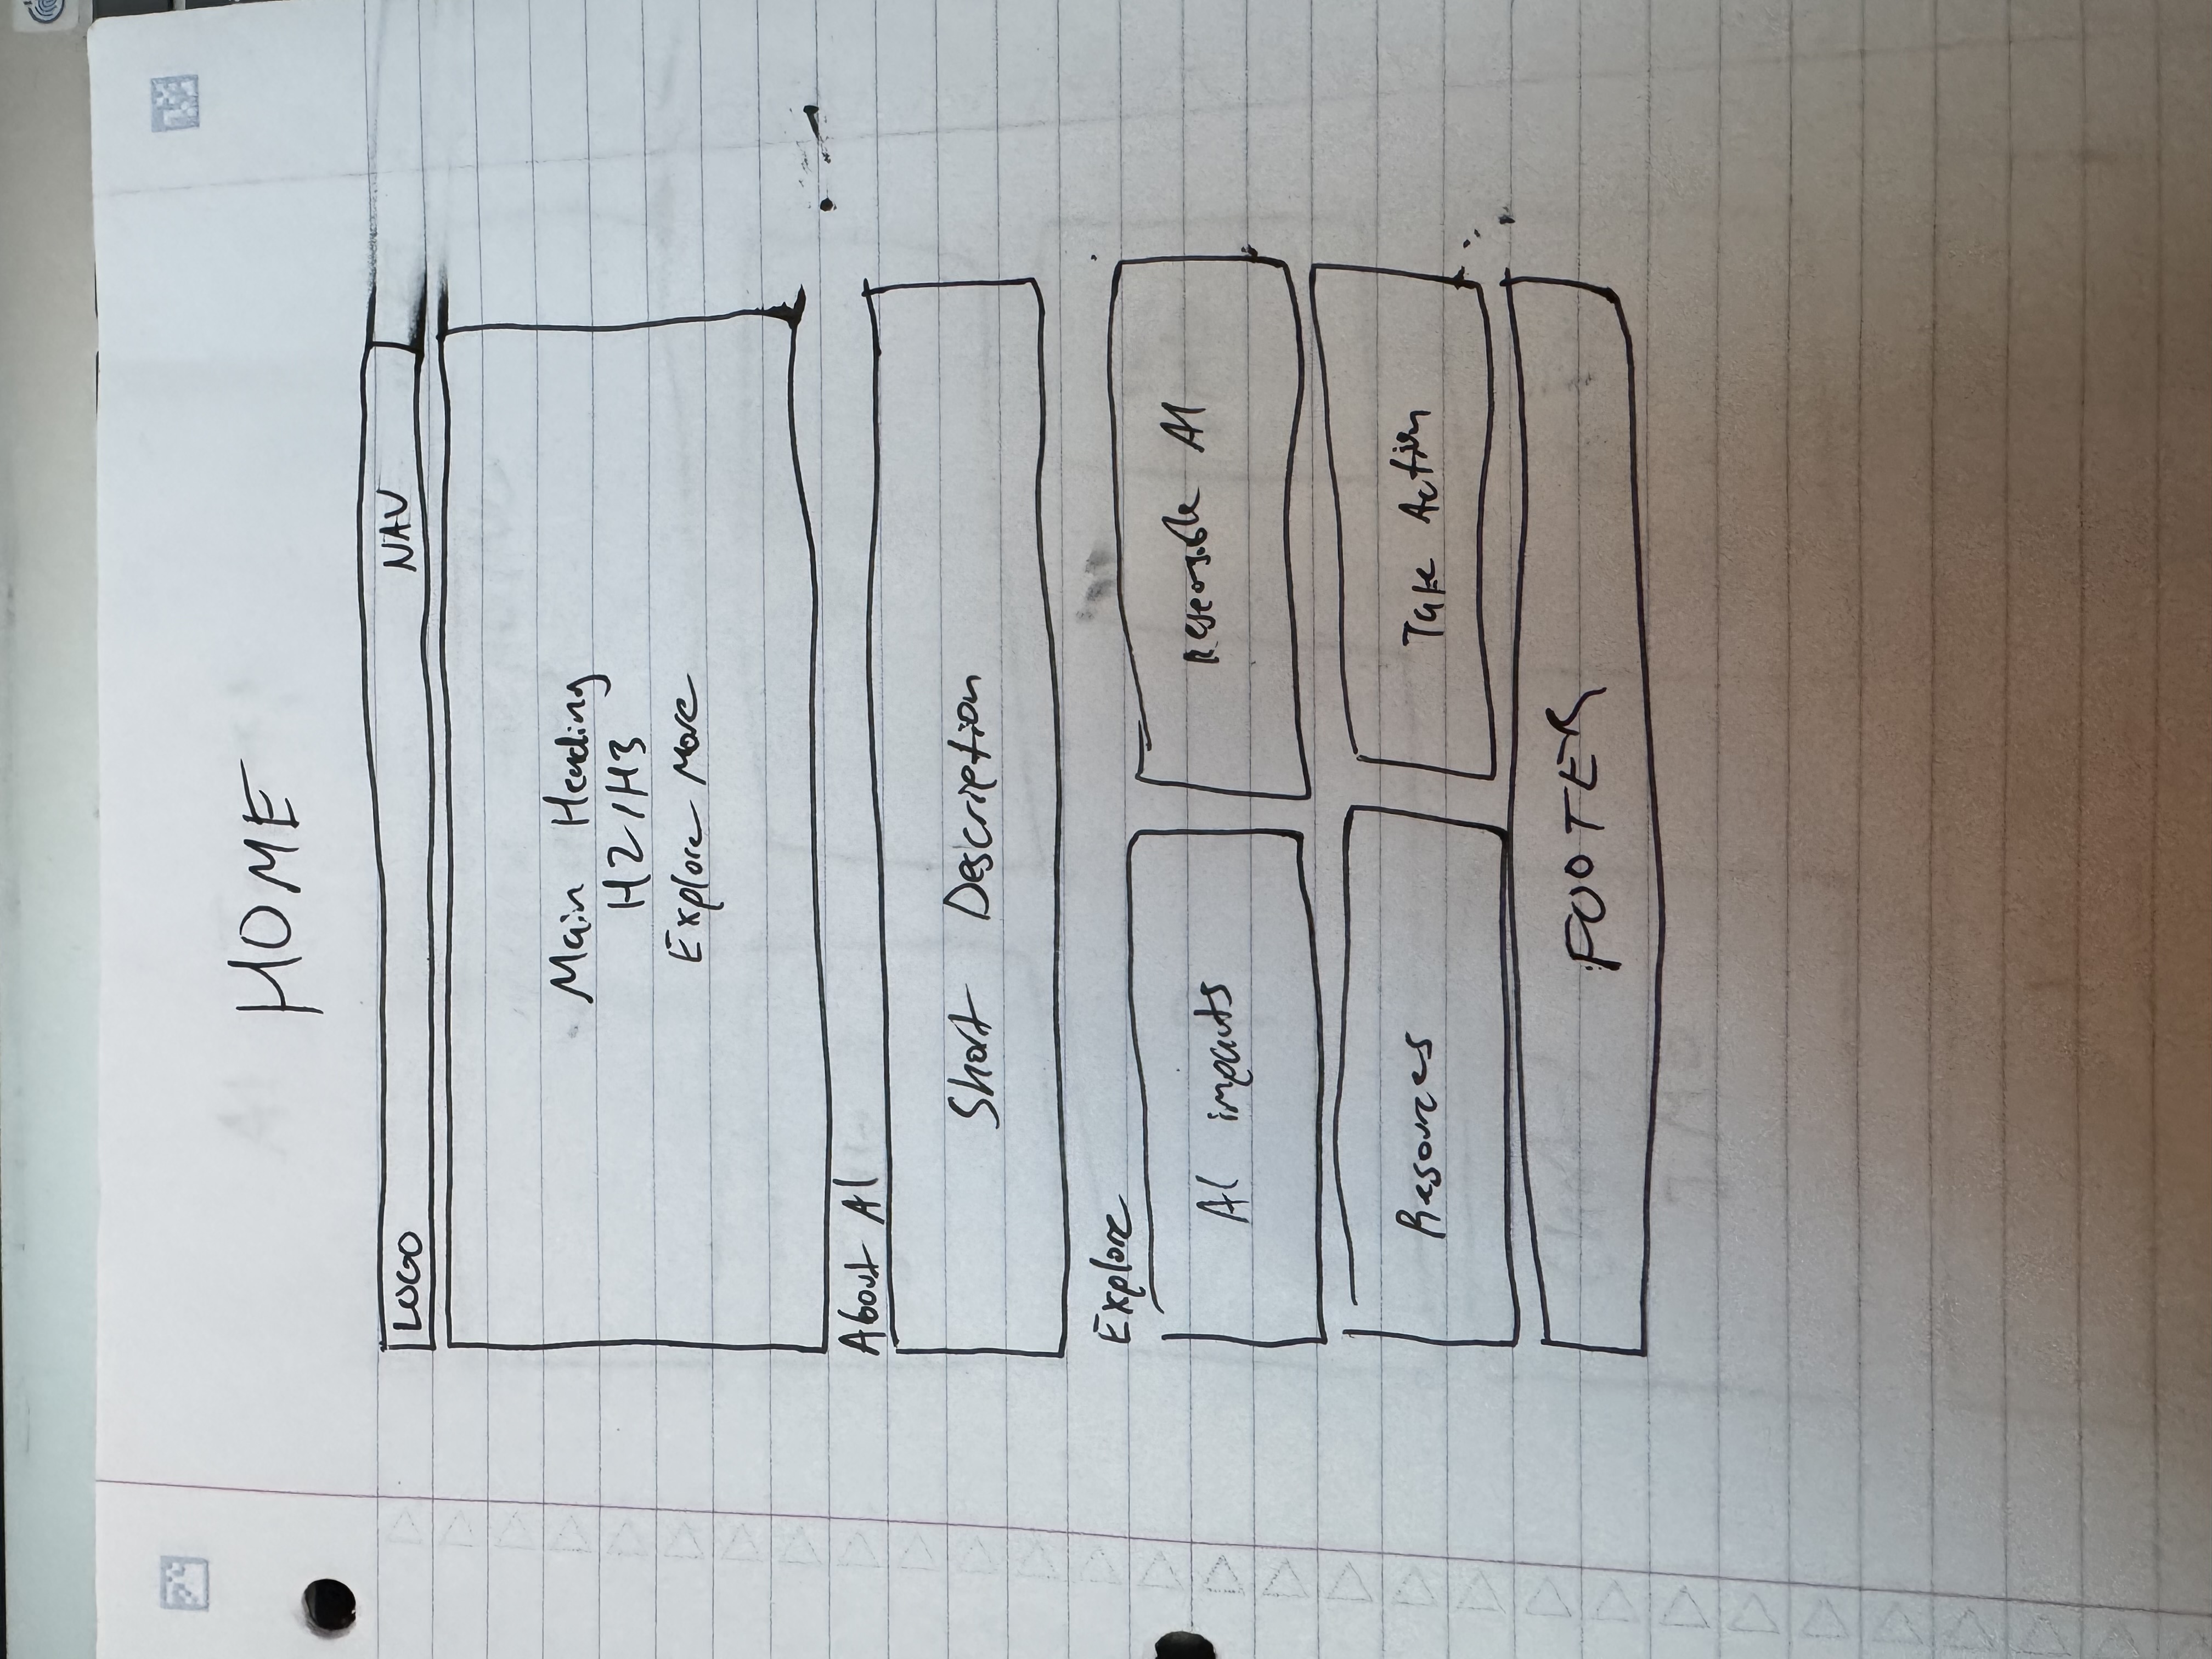 HOME
LOGO NAV
Main Heading
H2/H3
Explore More
About AI
Short Description
Explore
AI impacts Responsible AI
Resources Take Action
FOOTER